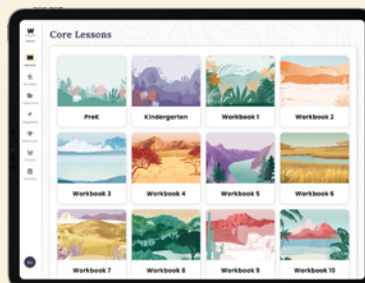 W
Core Lessons
PreK
Kindergarten
Workbook 1
Workbook 2
Workbook 3
Workbook 4
Workbook 5
Workbook 6
Workbook 7
Workbook 8
Workbook 9
Workbook 10